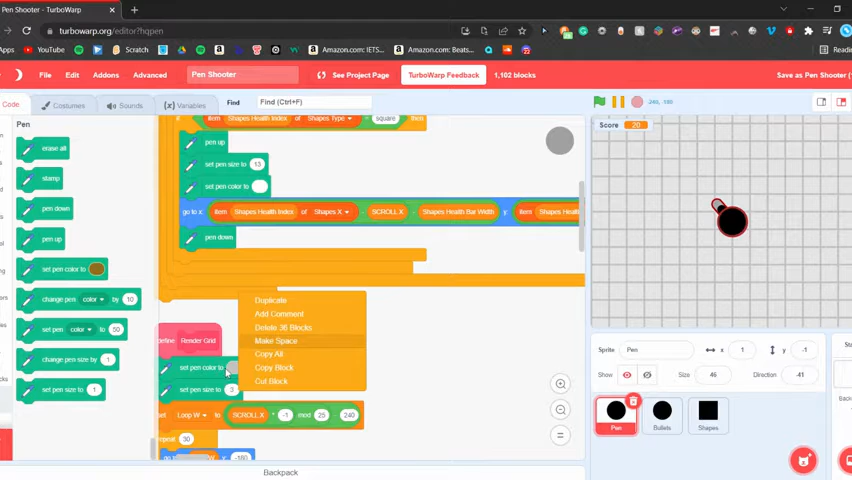 Pen Shooter - TurboWarp
turbowarp.org/editor?hqpen
Apps YouTube Scratch Amazon.com: IETS... Amazon.com: Beats... Reading
File Edit Addons Advanced Pen Shooter See Project Page TurboWarp Feedback 1,102 blocks Save as Pen Shooter
Code Costumes Sounds (x) Variables Find Find (Ctrl+F) 240, 180
Pen
erase all
stamp
pen down
pen up
set pen color to
change pen color by 10
set pen color to 50
change pen size by 1
set pen size to 1
if item Shapes Health Index of Shapes Type = square then
pen up
set pen size to 13
set pen color to
go to x: item Shapes Health Index of Shapes X - SCROLL X - Shapes Health Bar Width y: item Shapes Health
pen down
define Render Grid
set pen color to
set pen size to 3
set Loop W to SCROLL X * -1 mod 25 - 240
repeat 30
-180
Duplicate
Add Comment
Delete 36 Blocks
Make Space
Copy All
Copy Block
Cut Block
Score 20
Sprite Pen x 1 y -1
Show Size 46 Direction -41
Pen Bullets Shapes
Backpack